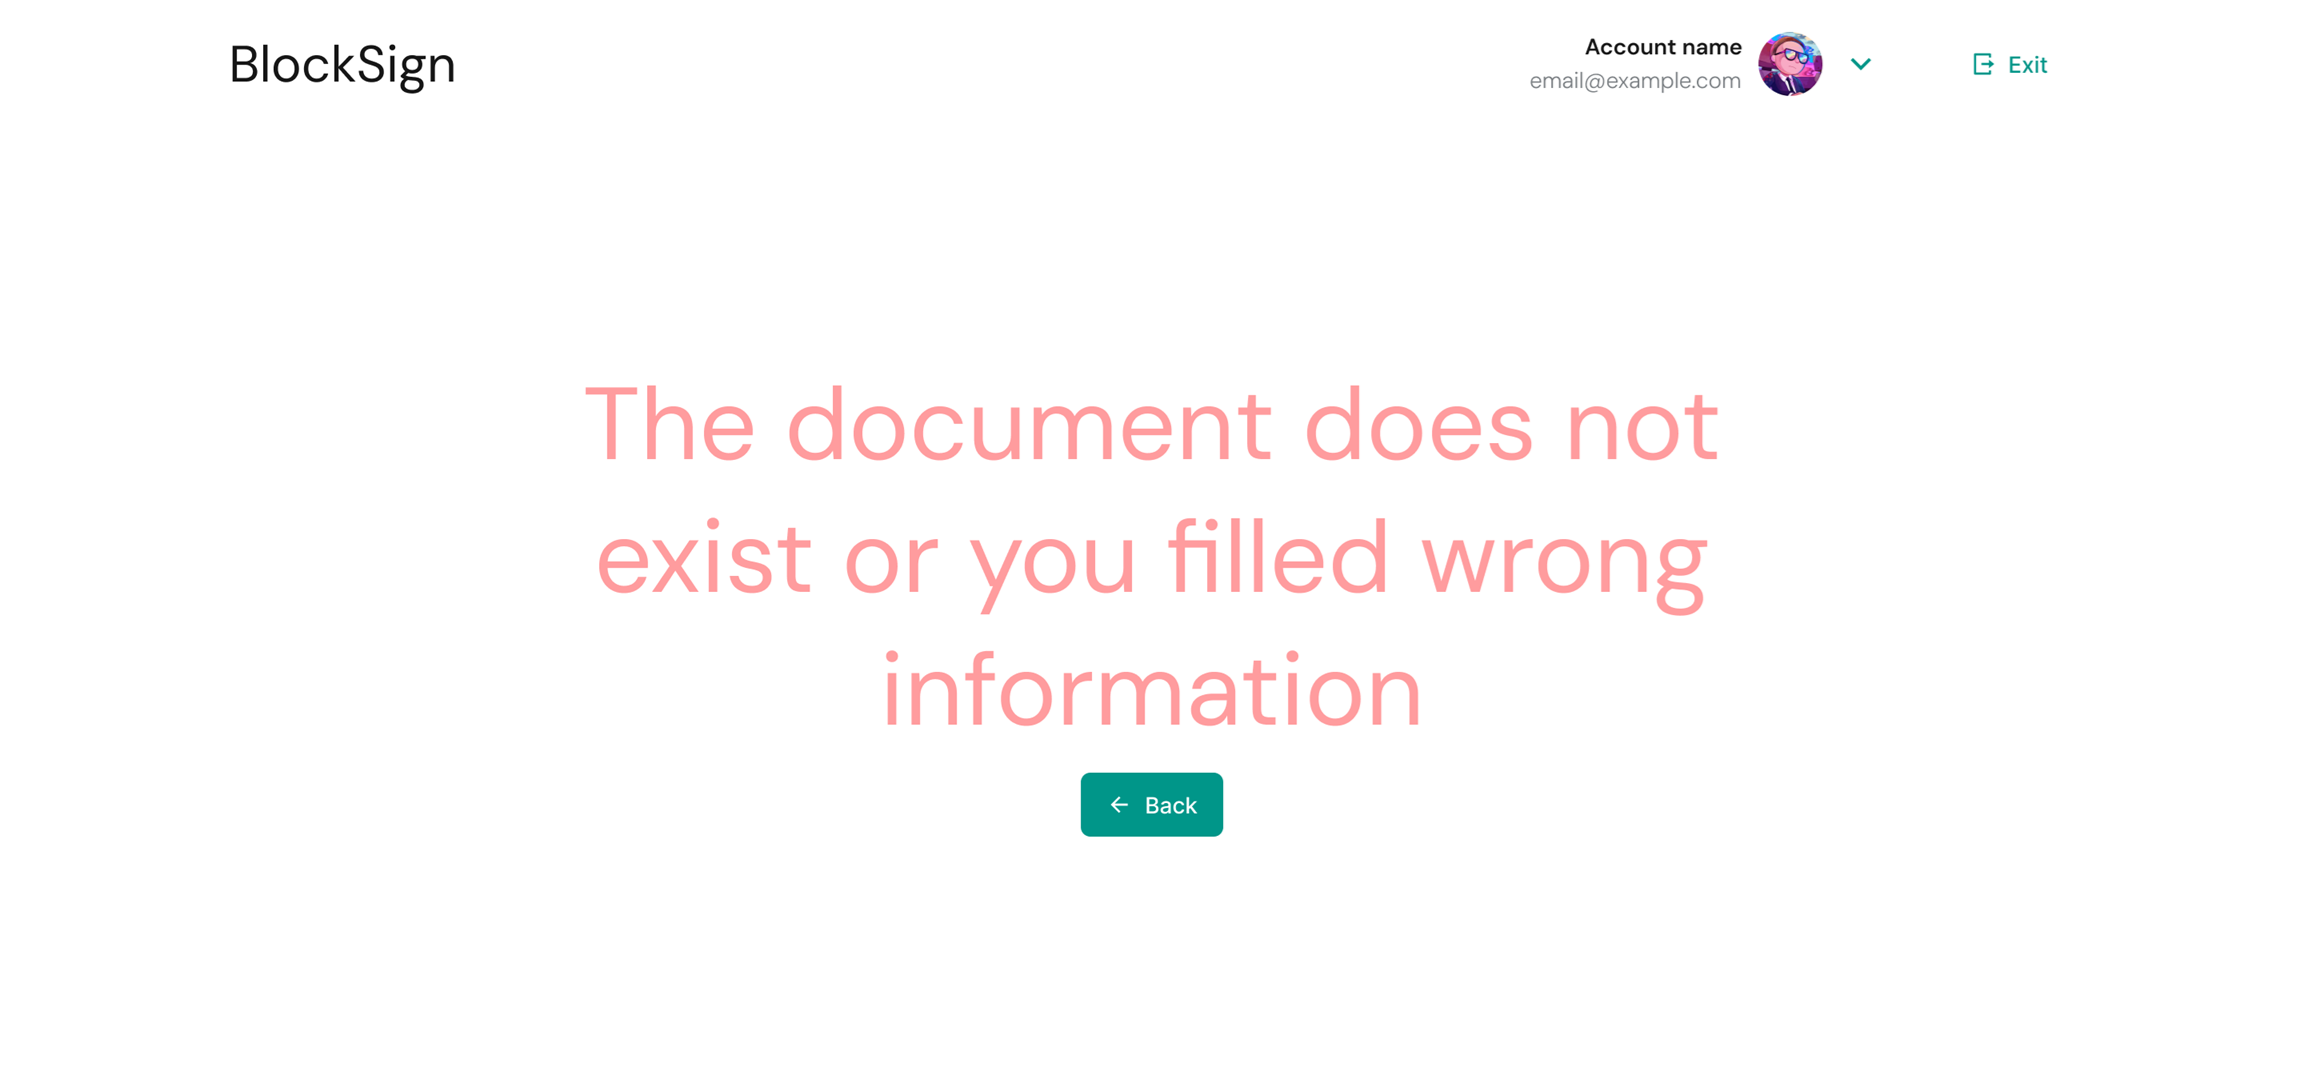 BlockSign
Account name
email@example.com
Exit
The document does not
exist or you filled wrong
information
Back